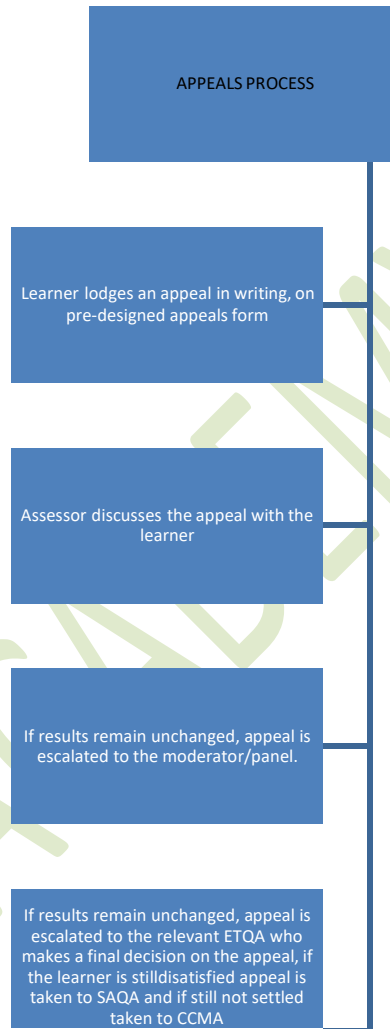 APPEALS PROCESS
Learner lodges an appeal in writing, on
pre-designed appeals form
Assessor discusses the appeal with the
learner
If results remain unchanged, appeal is
escalated to the moderator/panel.
If results remain unchanged, appeal is
escalated to the relevant ETQA who
makes a final decision on the appeal, if
the learner is stilldisatisfied appeal is
taken to SAQA and if still not settled
taken to CCMA